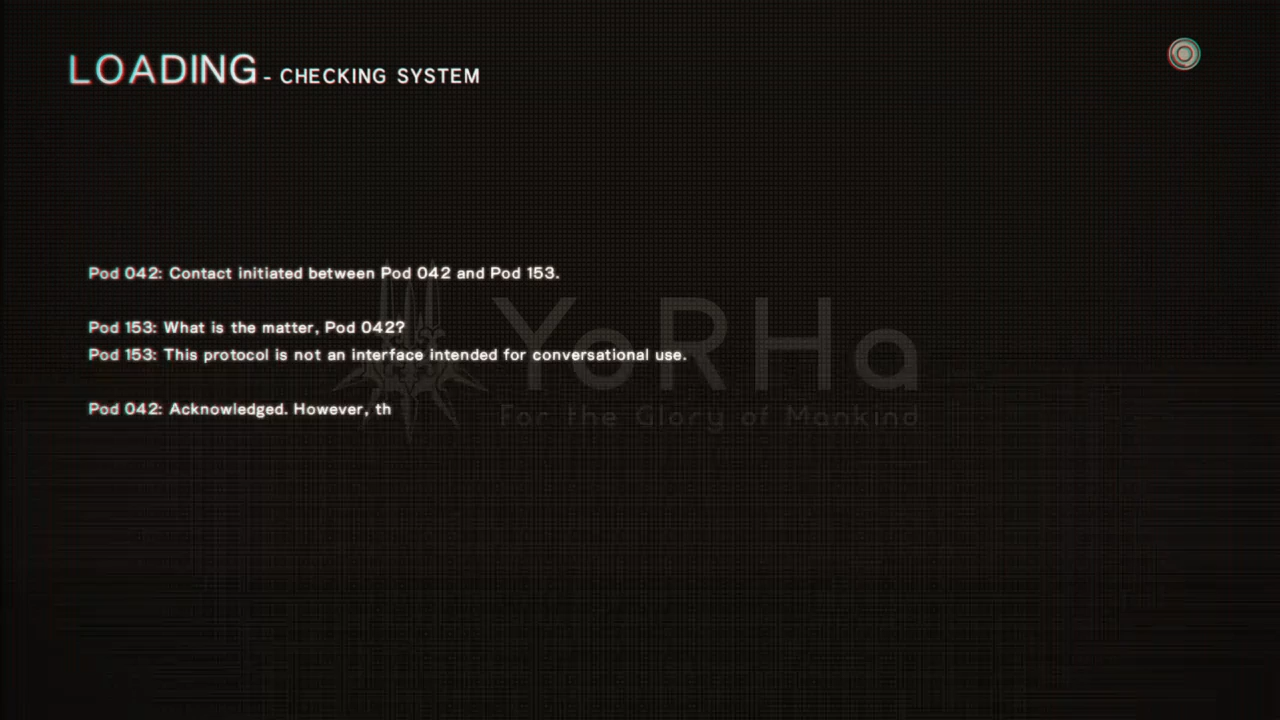 LOADING - CHECKING SYSTEM
Pod 042: Contact initiated between Pod 042 and Pod 153.
Pod 153: What is the matter, Pod 042?
Pod 153: This protocol is not an interface intended for conversational use.
Pod 042: Acknowledged. However, th
YoRHa
For the Glory of Mankind